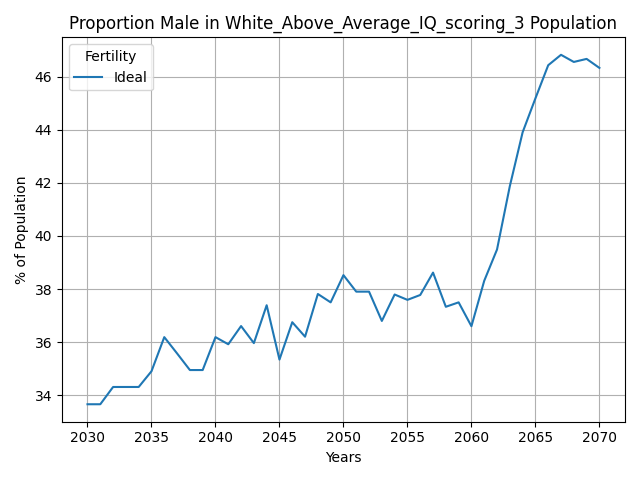 Proportion Male in White_Above_Average_IQ_scoring_3 Population
Fertility
Ideal
% of Population
46
44
42
40
38
36
34
2030 2035 2040 2045 2050 2055 2060 2065 2070
Years